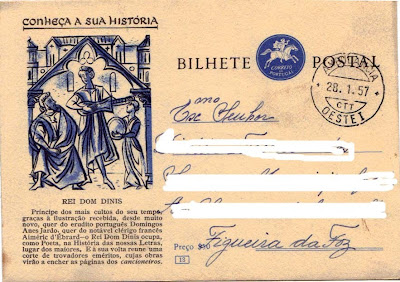 CONHEÇA A SUA HISTÓRIA
BILHETE POSTAL
CORREIO
PORTUGAL
28.1.57
CTT
OESTE I
Exmo Senhor
REI DOM DINIS
Príncipe dos mais cultos do seu tempo,
graças à ilustração recebida, desde muito
novo, quer do erudito português Domingos
Anes Jardo, quer do notável clérigo francês
Aiméric d'Ebrard—o Rei Dom Dinis ocupa,
como Poeta, na História das nossas Letras,
lugar dos maiores. E à sua volta reune uma
corte de trovadores eméritos, cujas obras
virão a encher as páginas dos cancioneiros.
Preço
13
Figueira da Foz